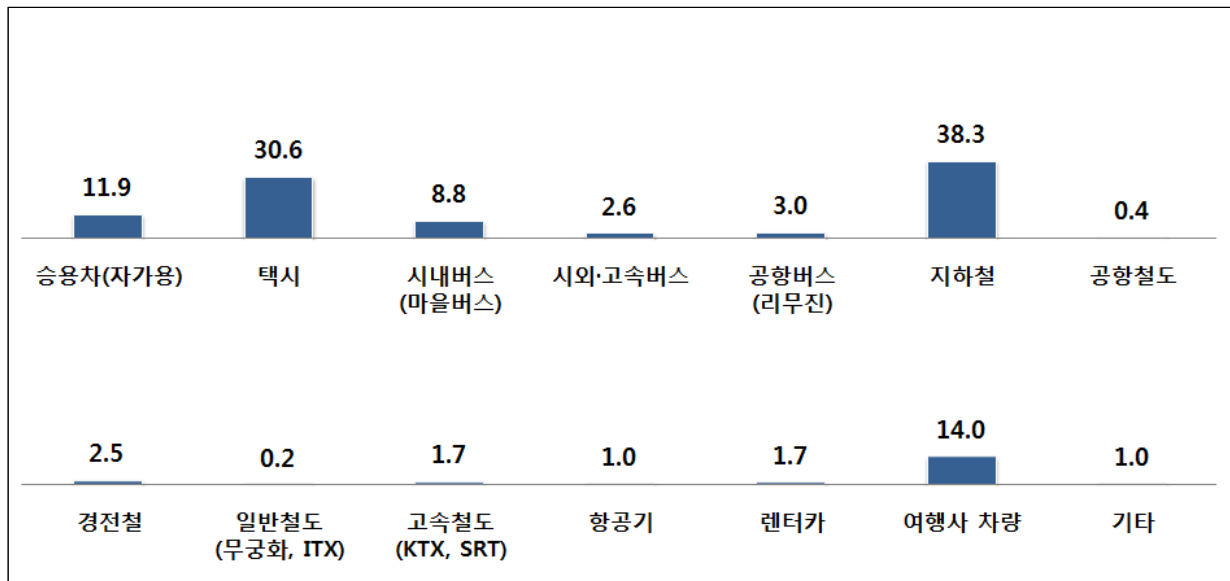 11.9 30.6 8.8 2.6 3.0 38.3 0.4
승용차(자가용) 택시 시내버스 시외·고속버스 공항버스 지하철 공항철도
(마을버스) (리무진)
2.5 0.2 1.7 1.0 1.7 14.0 1.0
경전철 일반철도 고속철도 항공기 렌터카 여행사 차량 기타
(무궁화, ITX) (KTX, SRT)